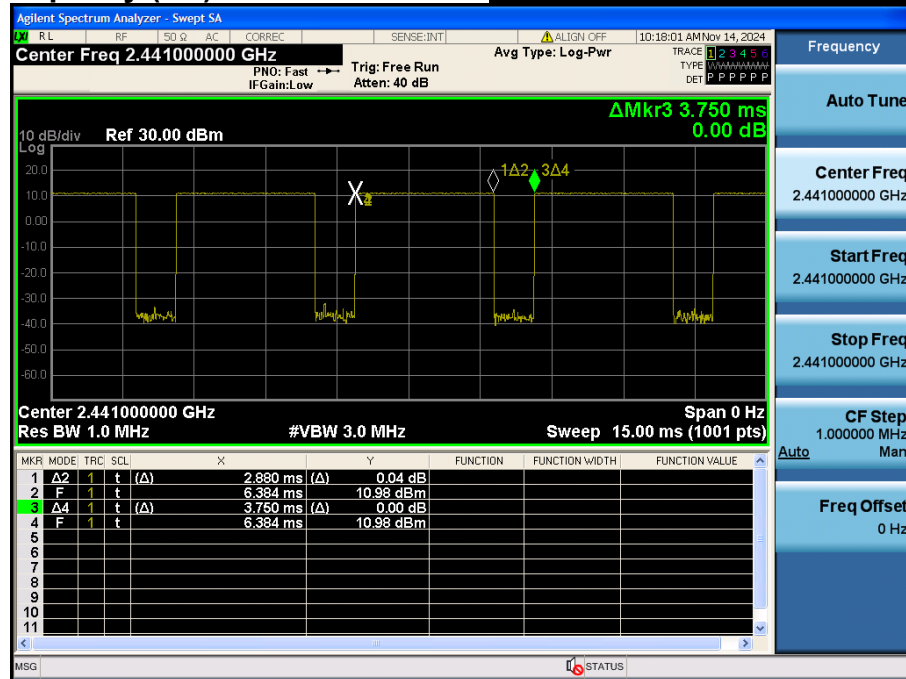 Agilent Spectrum Analyzer - Swept SA
LXI RL RF 50 Ω AC CORREC SENSE:INT ALIGN OFF 10:18:01 AM Nov 14, 2024
Center Freq 2.441000000 GHz
PNO: Fast
IFGain:Low
Trig: Free Run
Atten: 40 dB
Avg Type: Log-Pwr
TRACE 1 2 3 4 5 6
TYPE WWWWWW
DET P P P P P P
ΔMkr3 3.750 ms
0.00 dB
10 dB/div Ref 30.00 dBm
Log
20.0
10.0
0.00
-10.0
-20.0
-30.0
-40.0
-50.0
-60.0
1Δ2 3Δ4
X
Center 2.441000000 GHz Span 0 Hz
Res BW 1.0 MHz #VBW 3.0 MHz Sweep 15.00 ms (1001 pts)
MKR MODE TRC SCL X Y FUNCTION FUNCTION WIDTH FUNCTION VALUE
1 Δ2 1 t (Δ) 2.880 ms (Δ) 0.04 dB
2 F 1 t 6.384 ms 10.98 dBm
3 Δ4 1 t (Δ) 3.750 ms (Δ) 0.00 dB
4 F 1 t 6.384 ms 10.98 dBm
5
6
7
8
9
10
11
MSG STATUS
Frequency
Auto Tune
Center Freq
2.441000000 GHz
Start Freq
2.441000000 GHz
Stop Freq
2.441000000 GHz
CF Step
1.000000 MHz
Auto Man
Freq Offset
0 Hz